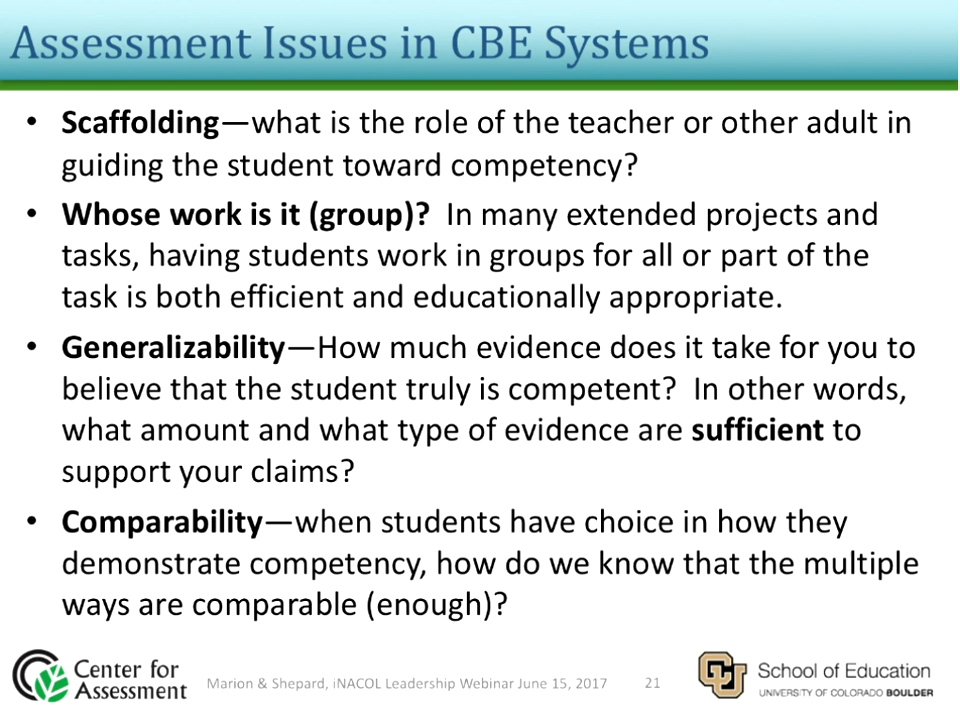 Assessment Issues in CBE Systems
• Scaffolding—what is the role of the teacher or other adult in
guiding the student toward competency?
• Whose work is it (group)? In many extended projects and
tasks, having students work in groups for all or part of the
task is both efficient and educationally appropriate.
• Generalizability—How much evidence does it take for you to
believe that the student truly is competent? In other words,
what amount and what type of evidence are sufficient to
support your claims?
• Comparability—when students have choice in how they
demonstrate competency, how do we know that the multiple
ways are comparable (enough)?
Center for
Assessment
Marion & Shepard, iNACOL Leadership Webinar June 15, 2017
21
CU
School of Education
UNIVERSITY OF COLORADO BOULDER